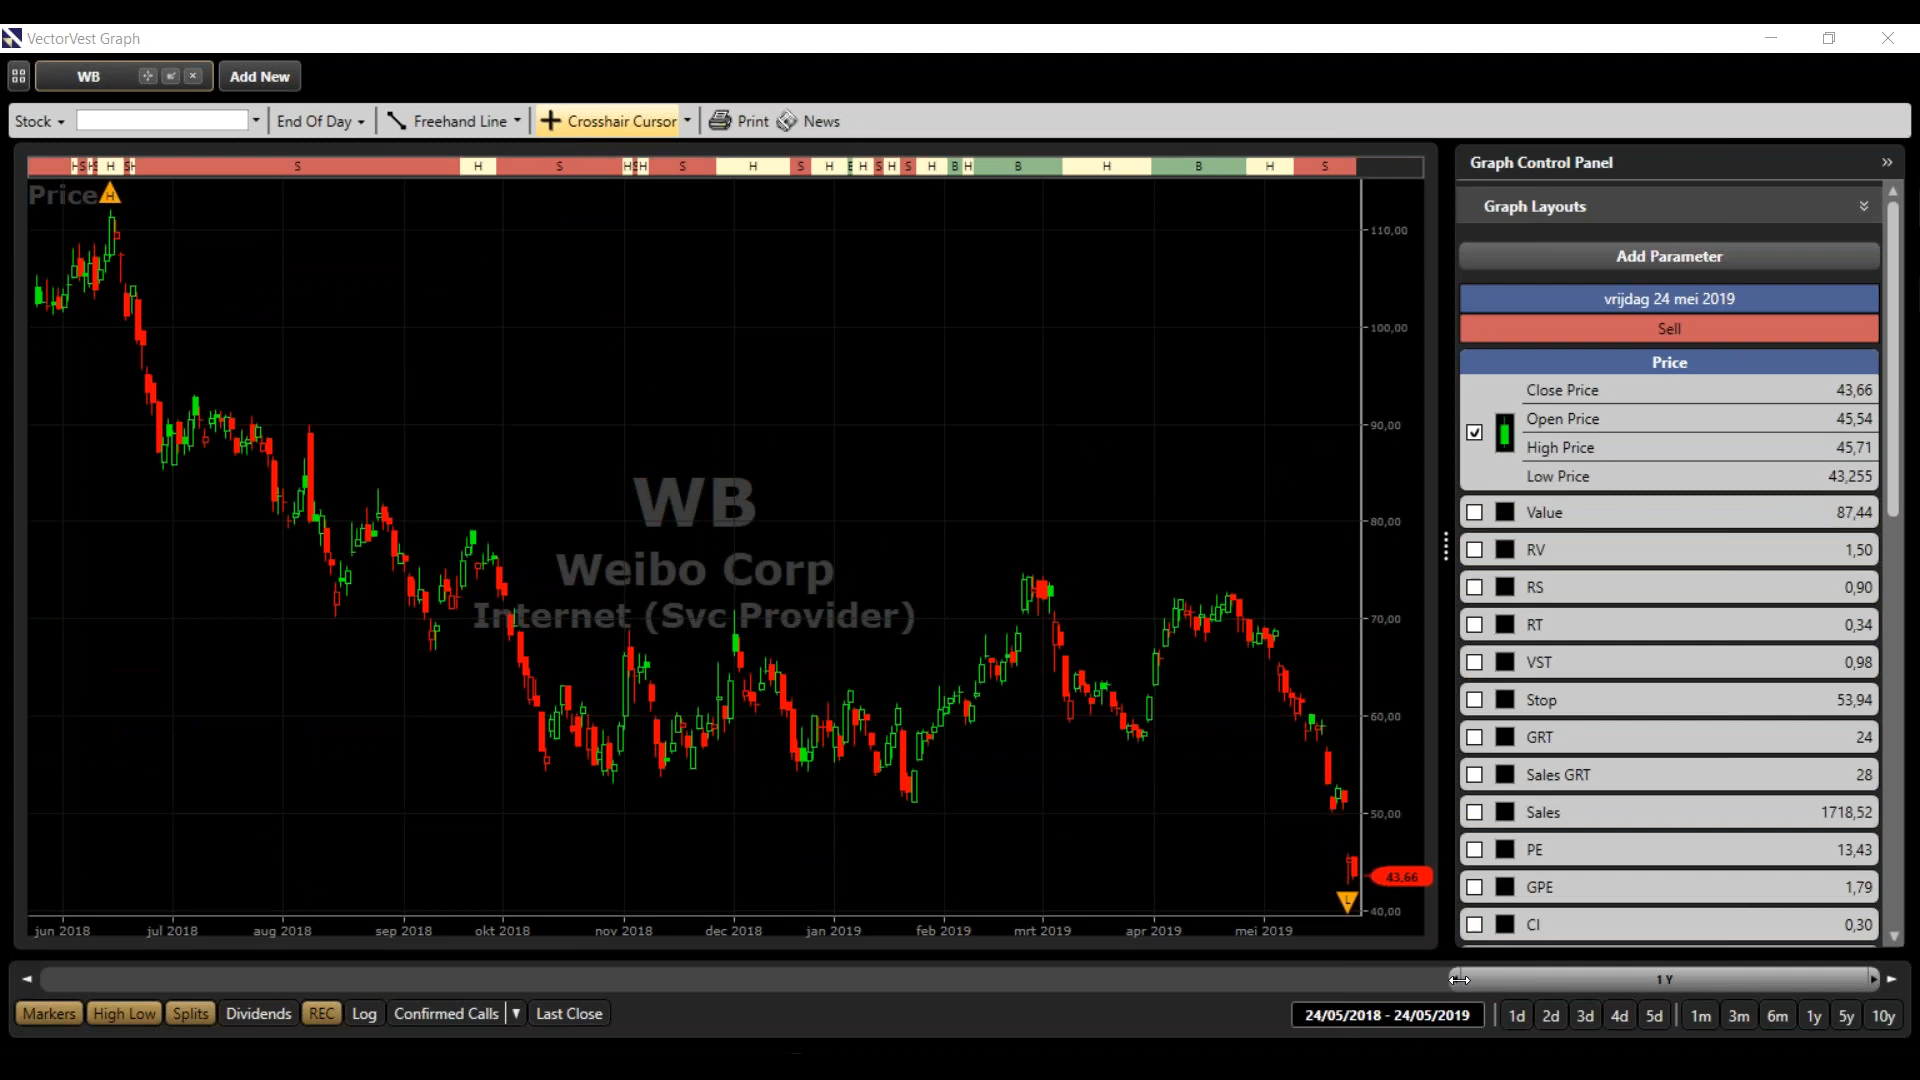 VectorVest Graph
WB Add New
Stock End Of Day Freehand Line Crosshair Cursor Print News
H S H S H S H S H S H S H S H S H H S H S H B H B H B H S
Price H
110,00
100,00
90,00
80,00
70,00
60,00
50,00
40,00
43,66
L
WB
Weibo Corp
Internet (Svc Provider)
jun 2018 jul 2018 aug 2018 sep 2018 okt 2018 nov 2018 dec 2018 jan 2019 feb 2019 mrt 2019 apr 2019 mei 2019
Graph Control Panel
Graph Layouts
Add Parameter
vrijdag 24 mei 2019
Sell
Price
Close Price 43,66
Open Price 45,54
High Price 45,71
Low Price 43,255
Value 87,44
RV 1,50
RS 0,90
RT 0,34
VST 0,98
Stop 53,94
GRT 24
Sales GRT 28
Sales 1718,52
PE 13,43
GPE 1,79
CI 0,30
1 Y
Markers High Low Splits Dividends REC Log Confirmed Calls Last Close 24/05/2018 - 24/05/2019 1d 2d 3d 4d 5d 1m 3m 6m 1y 5y 10y